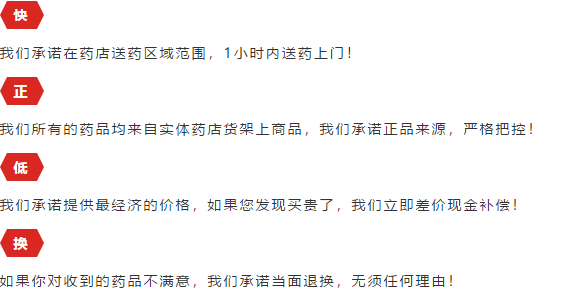 快
我们承诺在药店送药区域范围，1小时内送药上门！
正
我们所有的药品均来自实体药店货架上商品，我们承诺正品来源，严格把控！
低
我们承诺提供最经济的价格，如果您发现买贵了，我们立即差价现金补偿！
换
如果你对收到的药品不满意，我们承诺当面退换，无须任何理由！